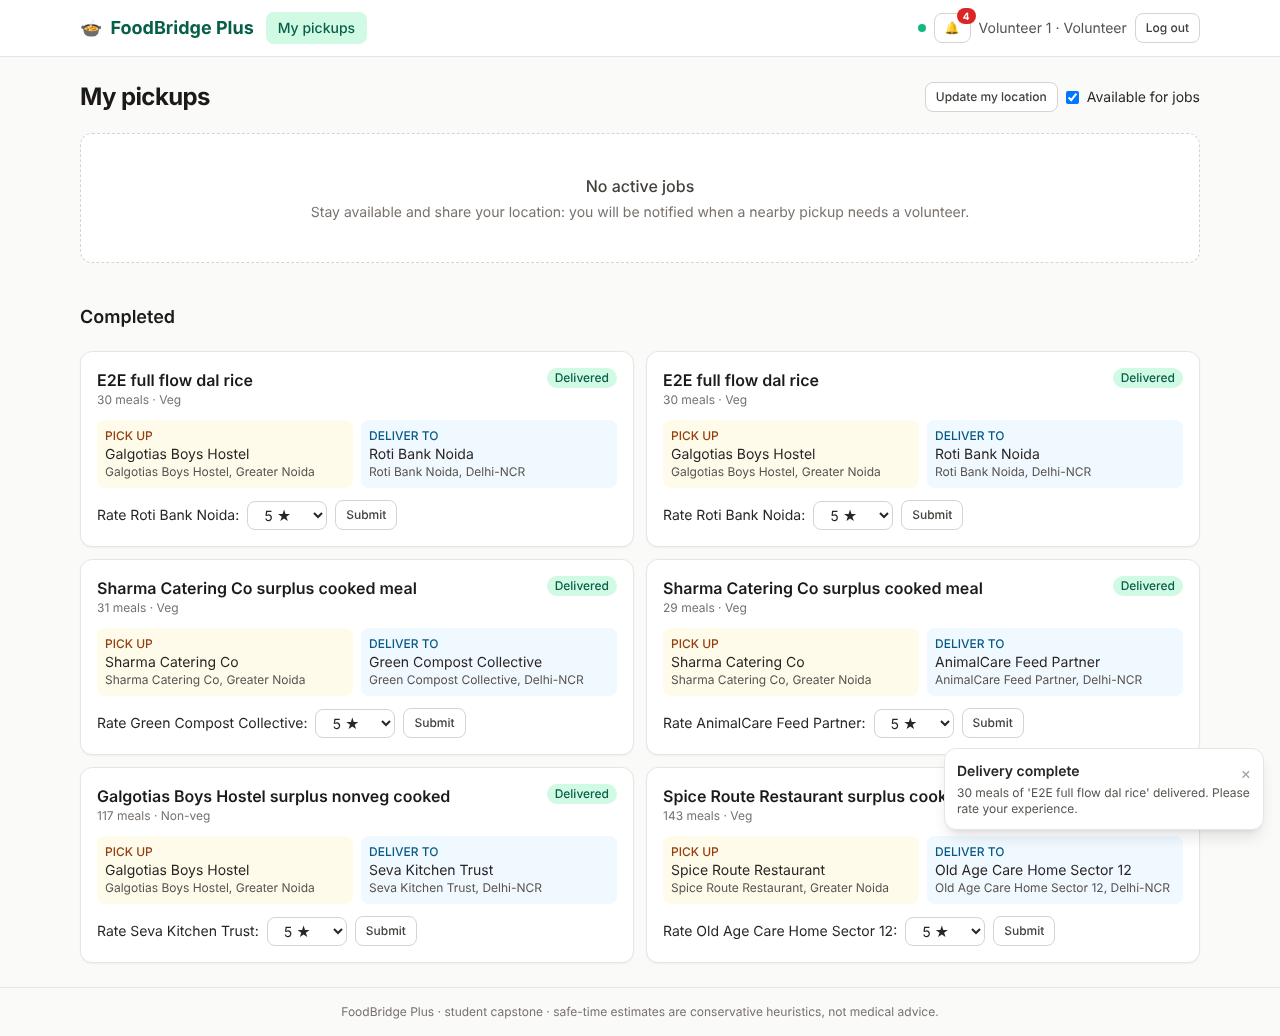 FoodBridge Plus
My pickups
4
Volunteer 1 · Volunteer
Log out
My pickups
Update my location
Available for jobs
No active jobs
Stay available and share your location: you will be notified when a nearby pickup needs a volunteer.
Completed
E2E full flow dal rice
Delivered
30 meals · Veg
PICK UP
Galgotias Boys Hostel
Galgotias Boys Hostel, Greater Noida
DELIVER TO
Roti Bank Noida
Roti Bank Noida, Delhi-NCR
Rate Roti Bank Noida:
5 ★
Submit
E2E full flow dal rice
Delivered
30 meals · Veg
PICK UP
Galgotias Boys Hostel
Galgotias Boys Hostel, Greater Noida
DELIVER TO
Roti Bank Noida
Roti Bank Noida, Delhi-NCR
Rate Roti Bank Noida:
5 ★
Submit
Sharma Catering Co surplus cooked meal
Delivered
31 meals · Veg
PICK UP
Sharma Catering Co
Sharma Catering Co, Greater Noida
DELIVER TO
Green Compost Collective
Green Compost Collective, Delhi-NCR
Rate Green Compost Collective:
5 ★
Submit
Sharma Catering Co surplus cooked meal
Delivered
29 meals · Veg
PICK UP
Sharma Catering Co
Sharma Catering Co, Greater Noida
DELIVER TO
AnimalCare Feed Partner
AnimalCare Feed Partner, Delhi-NCR
Rate AnimalCare Feed Partner:
5 ★
Submit
Galgotias Boys Hostel surplus nonveg cooked
Delivered
117 meals · Non-veg
PICK UP
Galgotias Boys Hostel
Galgotias Boys Hostel, Greater Noida
DELIVER TO
Seva Kitchen Trust
Seva Kitchen Trust, Delhi-NCR
Rate Seva Kitchen Trust:
5 ★
Submit
Spice Route Restaurant surplus cook
143 meals · Veg
PICK UP
Spice Route Restaurant
Spice Route Restaurant, Greater Noida
DELIVER TO
Old Age Care Home Sector 12
Old Age Care Home Sector 12, Delhi-NCR
Rate Old Age Care Home Sector 12:
5 ★
Submit
Delivery complete
×
30 meals of 'E2E full flow dal rice' delivered. Please
rate your experience.
FoodBridge Plus · student capstone · safe-time estimates are conservative heuristics, not medical advice.